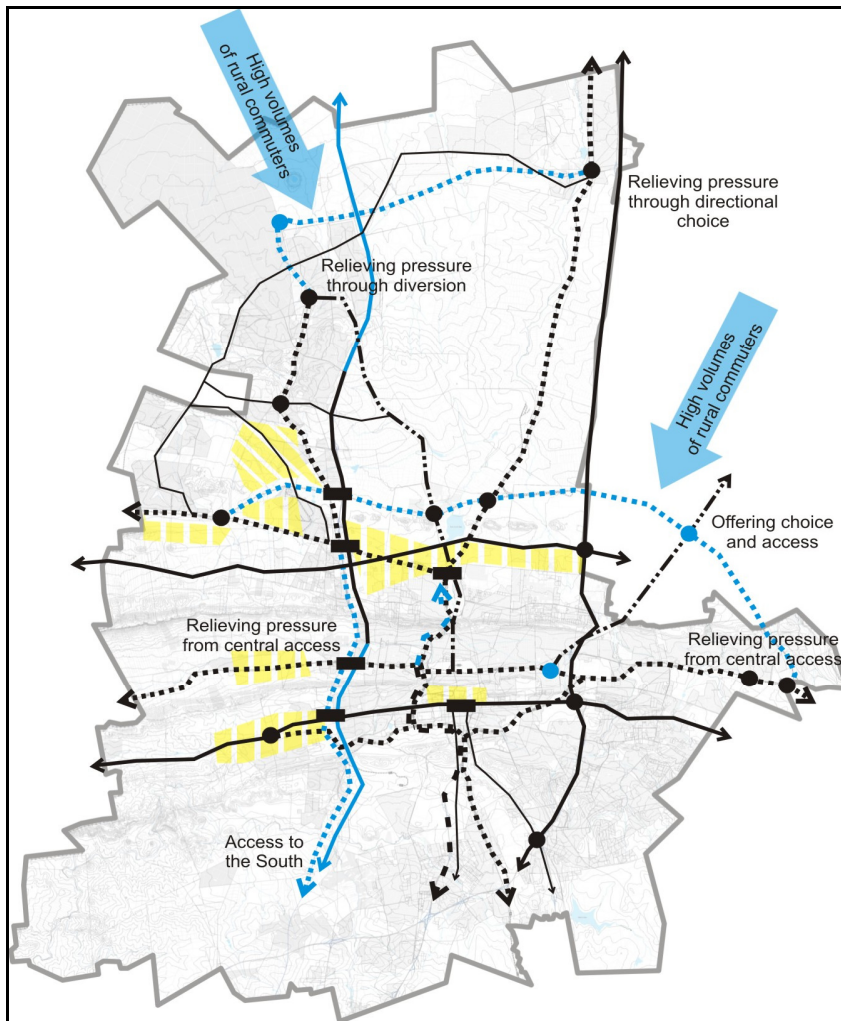 High volumes
of rural commuters
Relieving pressure
through directional
choice
Relieving pressure
through diversion
High volumes
of rural commuters
Offering choice
and access
Relieving pressure
from central access
Relieving pressure
from central access
Access to
the South